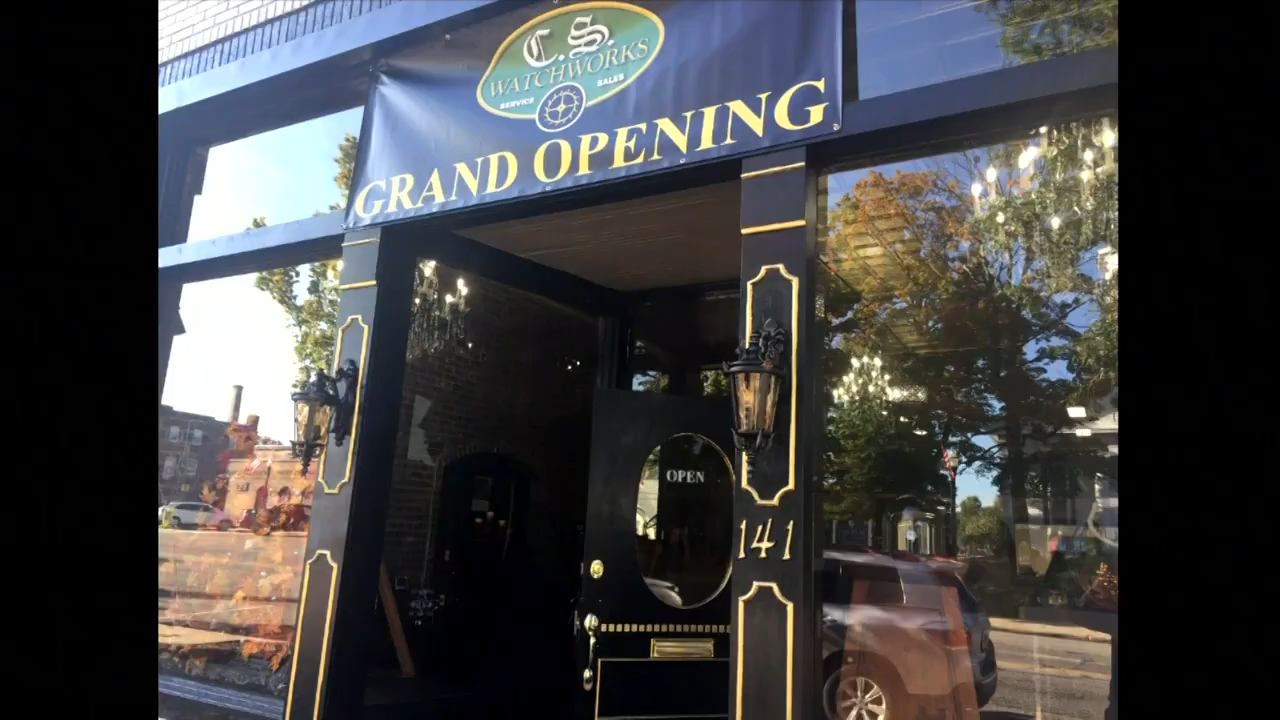 C.S.
WATCHWORKS
SERVICE SALES
GRAND OPENING
OPEN
141